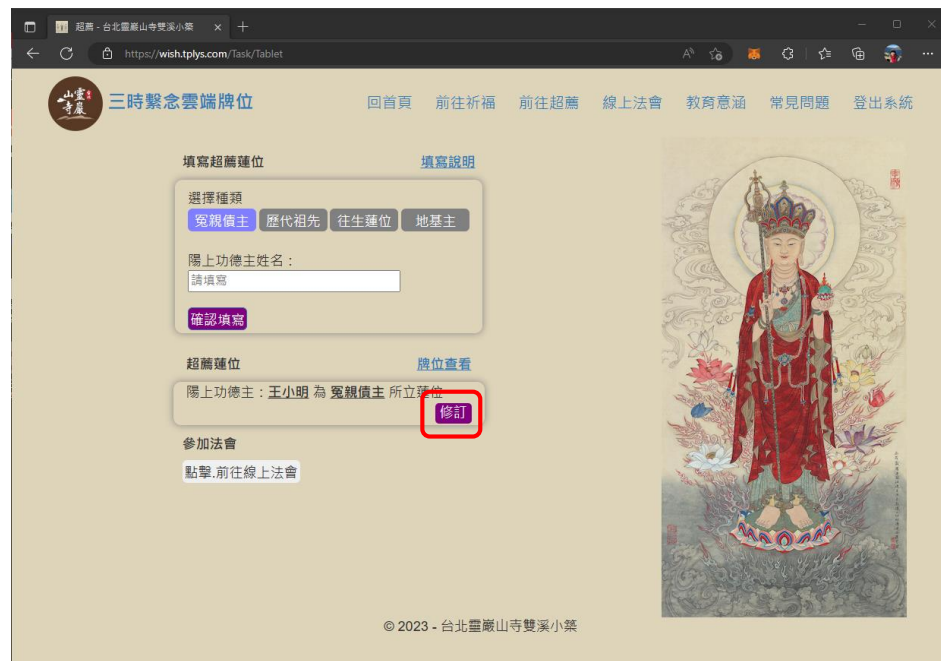 超薦 - 台北靈巖山寺雙溪小築
https://wish.tplys.com/Task/Tablet
靈巖山寺
三時繫念雲端牌位
回首頁 前往祈福 前往超薦 線上法會 教育意涵 常見問題 登出系統
填寫超薦蓮位 填寫說明
選擇種類
冤親債主 歷代祖先 往生蓮位 地基主
陽上功德主姓名：
請填寫
確認填寫
超薦蓮位 牌位查看
陽上功德主：王小明 為 冤親債主 所立蓮位
修訂
參加法會
點擊.前往線上法會
© 2023 - 台北靈巖山寺雙溪小築